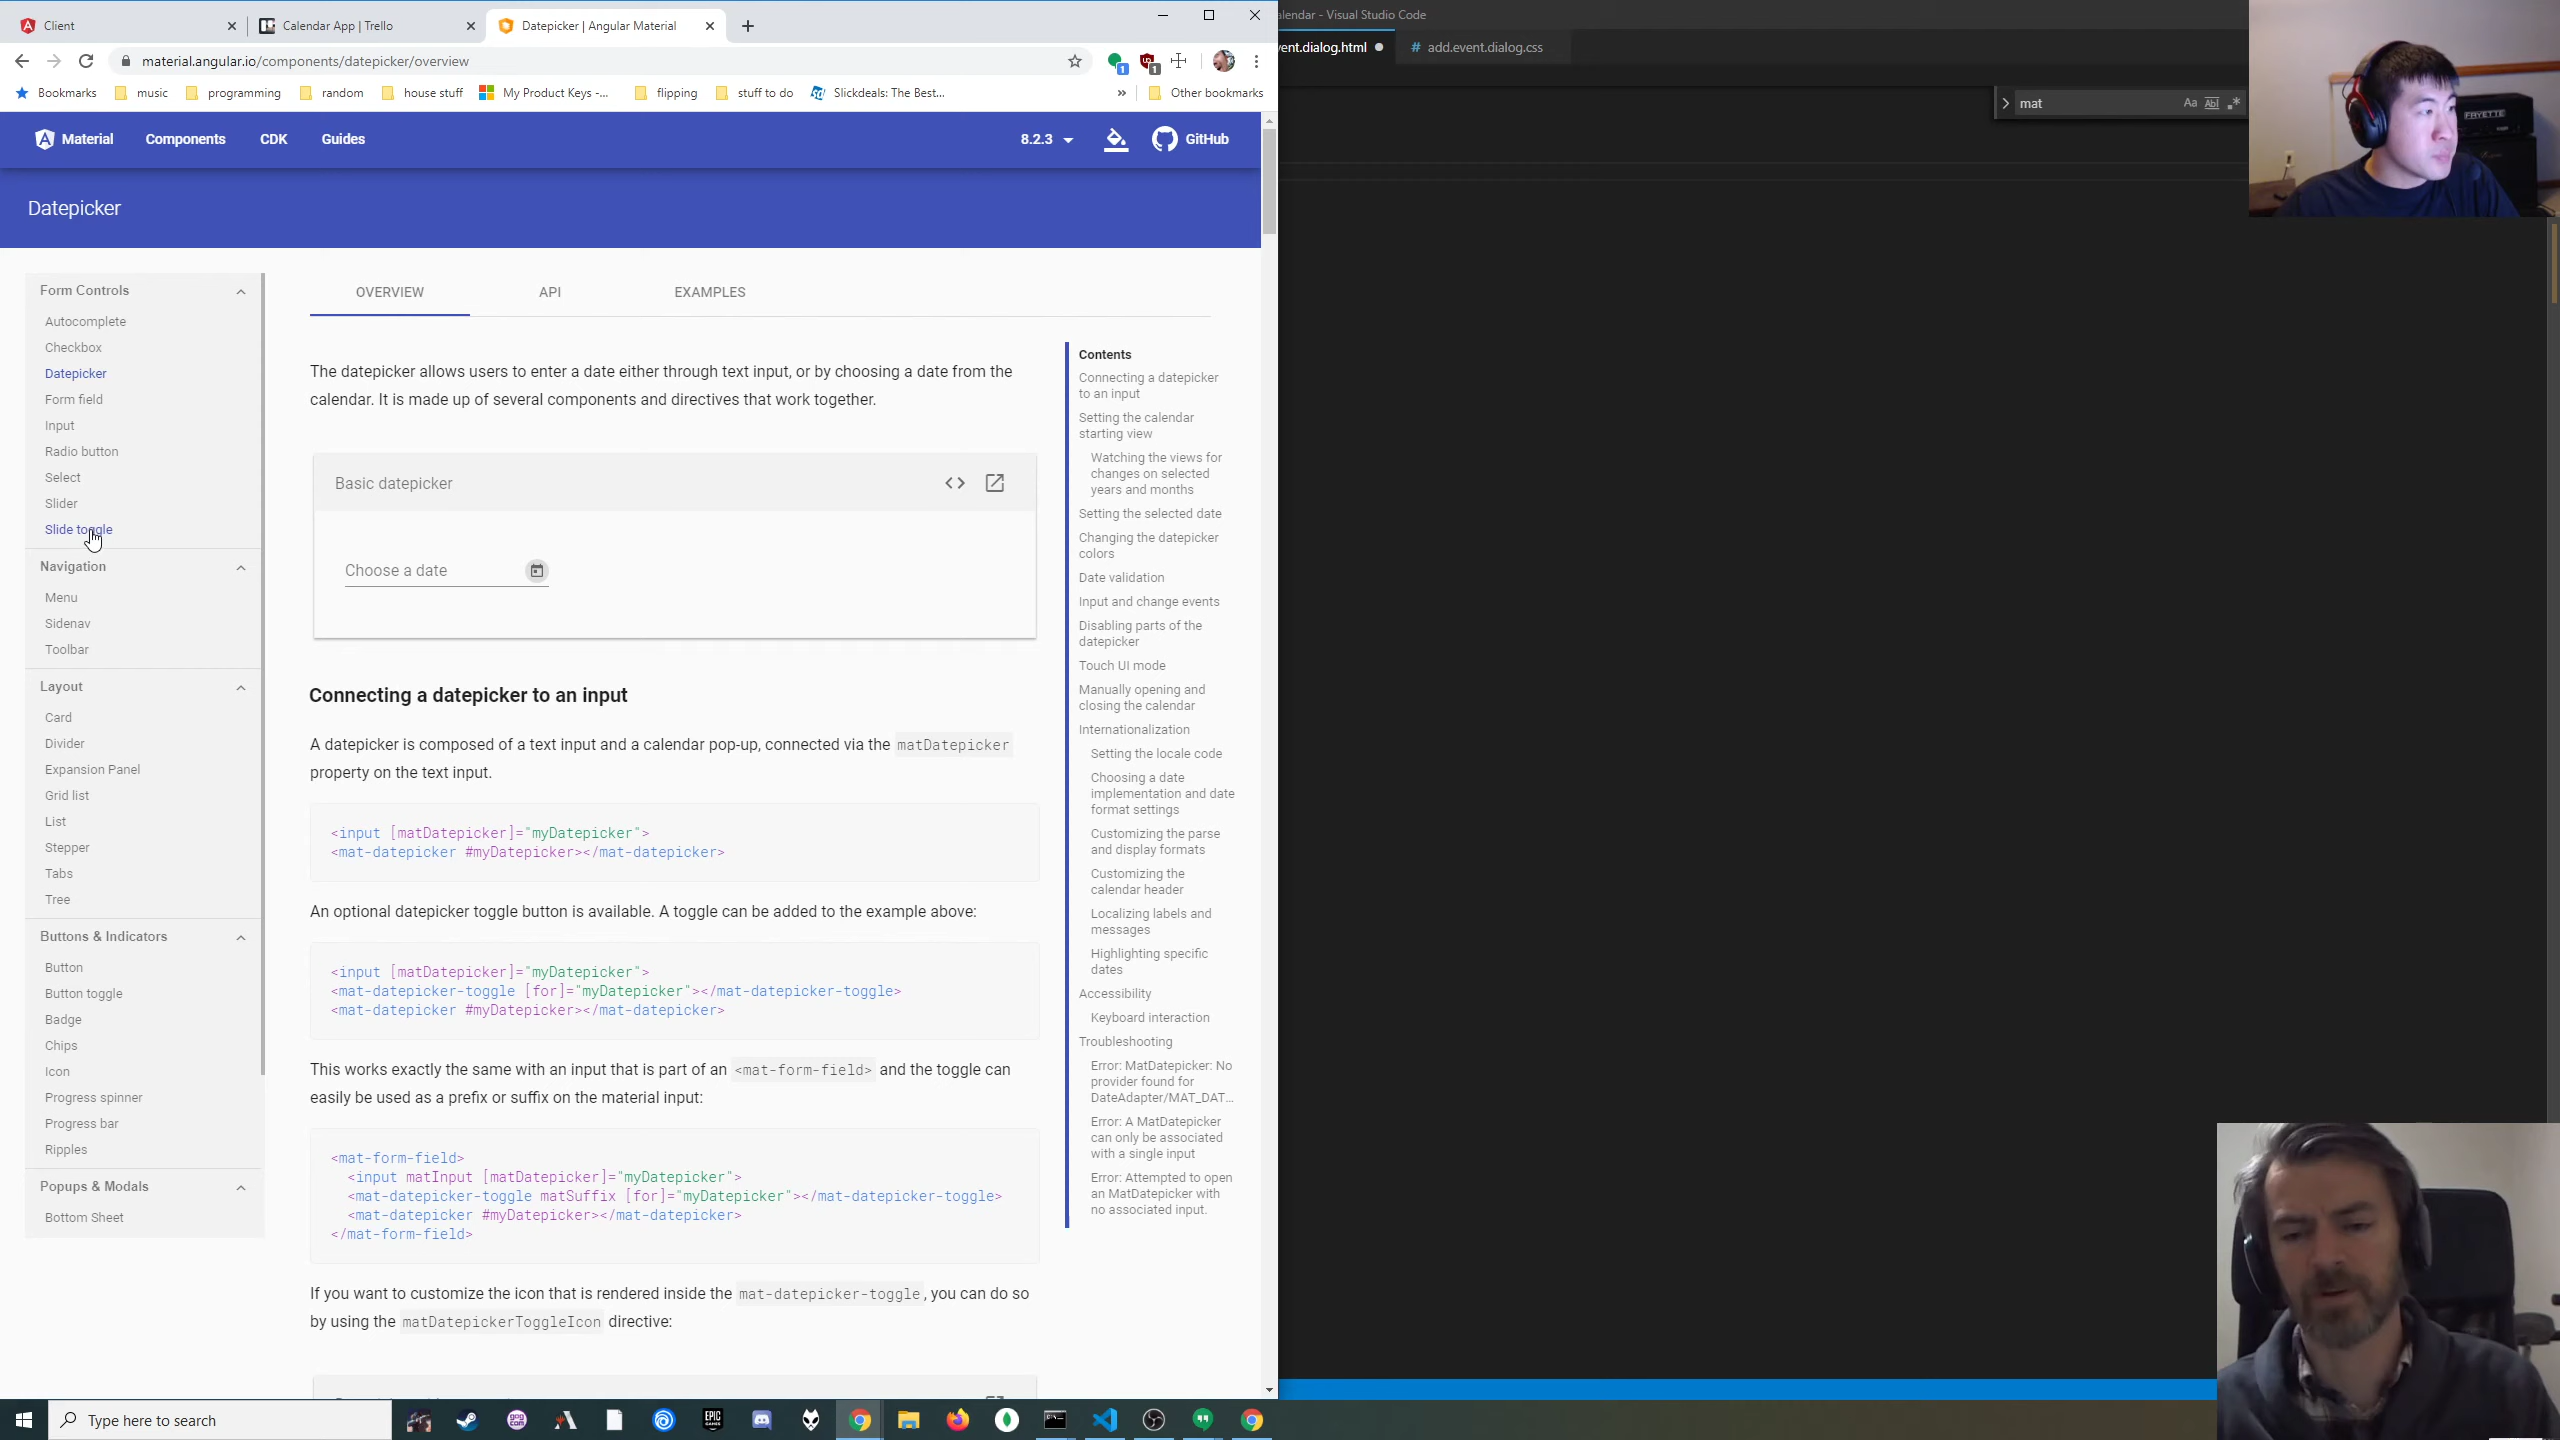 Client
Calendar App | Trello
Datepicker | Angular Material
material.angular.io/components/datepicker/overview
Bookmarks
music
programming
random
house stuff
My Product Keys -...
flipping
stuff to do
Slickdeals: The Best...
»
Other bookmarks
Material
Components
CDK
Guides
8.2.3
GitHub
Datepicker
Form Controls
Autocomplete
Checkbox
Datepicker
Form field
Input
Radio button
Select
Slider
Slide toggle
Navigation
Menu
Sidenav
Toolbar
Layout
Card
Divider
Expansion Panel
Grid list
List
Stepper
Tabs
Tree
Buttons & Indicators
Button
Button toggle
Badge
Chips
Icon
Progress spinner
Progress bar
Ripples
Popups & Modals
Bottom Sheet
OVERVIEW
API
EXAMPLES
The datepicker allows users to enter a date either through text input, or by choosing a date from the
calendar. It is made up of several components and directives that work together.
Basic datepicker
Choose a date
Connecting a datepicker to an input
A datepicker is composed of a text input and a calendar pop-up, connected via the matDatepicker
property on the text input.
<input [matDatepicker]="myDatepicker">
<mat-datepicker #myDatepicker></mat-datepicker>
An optional datepicker toggle button is available. A toggle can be added to the example above:
<input [matDatepicker]="myDatepicker">
<mat-datepicker-toggle [for]="myDatepicker"></mat-datepicker-toggle>
<mat-datepicker #myDatepicker></mat-datepicker>
This works exactly the same with an input that is part of an <mat-form-field> and the toggle can
easily be used as a prefix or suffix on the material input:
<mat-form-field>
<input matInput [matDatepicker]="myDatepicker">
<mat-datepicker-toggle matSuffix [for]="myDatepicker"></mat-datepicker-toggle>
<mat-datepicker #myDatepicker></mat-datepicker>
</mat-form-field>
If you want to customize the icon that is rendered inside the mat-datepicker-toggle, you can do so
by using the matDatepickerToggleIcon directive:
Contents
Connecting a datepicker
to an input
Setting the calendar
starting view
Watching the views for
changes on selected
years and months
Setting the selected date
Changing the datepicker
colors
Date validation
Input and change events
Disabling parts of the
datepicker
Touch UI mode
Manually opening and
closing the calendar
Internationalization
Setting the locale code
Choosing a date
implementation and date
format settings
Customizing the parse
and display formats
Customizing the
calendar header
Localizing labels and
messages
Highlighting specific
dates
Accessibility
Keyboard interaction
Troubleshooting
Error: MatDatepicker: No
provider found for
DateAdapter/MAT_DAT...
Error: A MatDatepicker
can only be associated
with a single input
Error: Attempted to open
an MatDatepicker with
no associated input.
alendar - Visual Studio Code
vent.dialog.html
# add.event.dialog.css
mat
Aa
Abl
FRYETTE
Type here to search
gog
com
EPIC
GAMES